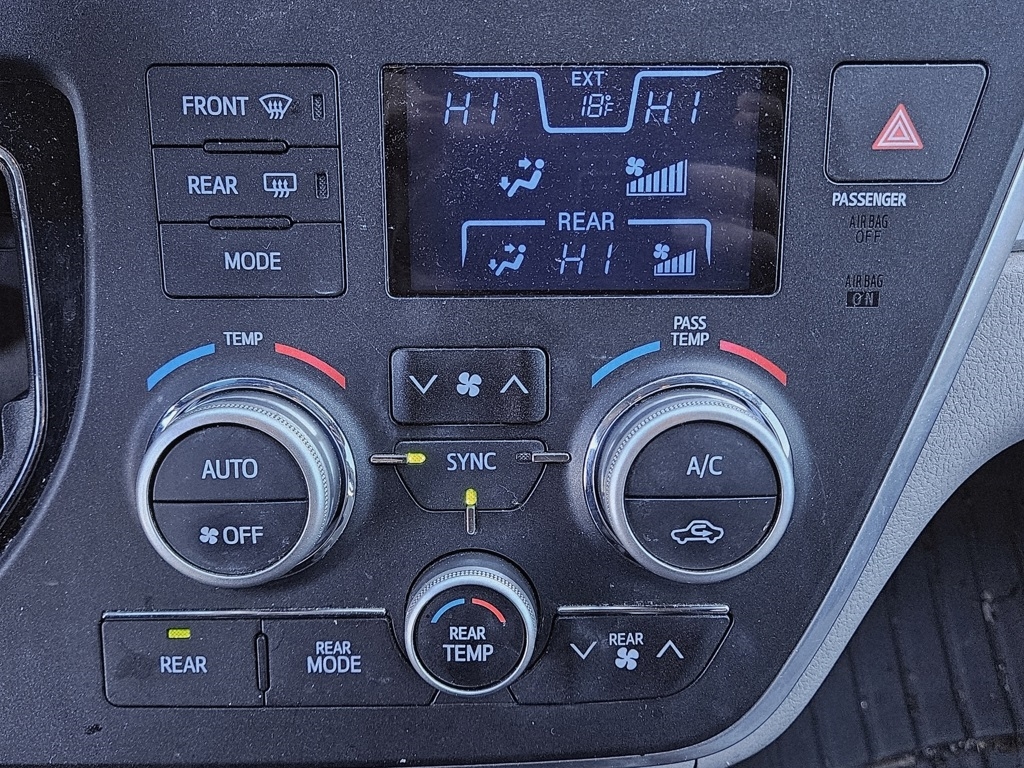 FRONT
REAR
MODE
EXT
HI 18°F HI
REAR
HI
PASSENGER
AIR BAG
OFF
AIR BAG
ON
TEMP
PASS
TEMP
AUTO
OFF
SYNC
A/C
REAR
REAR
MODE
REAR
TEMP
REAR